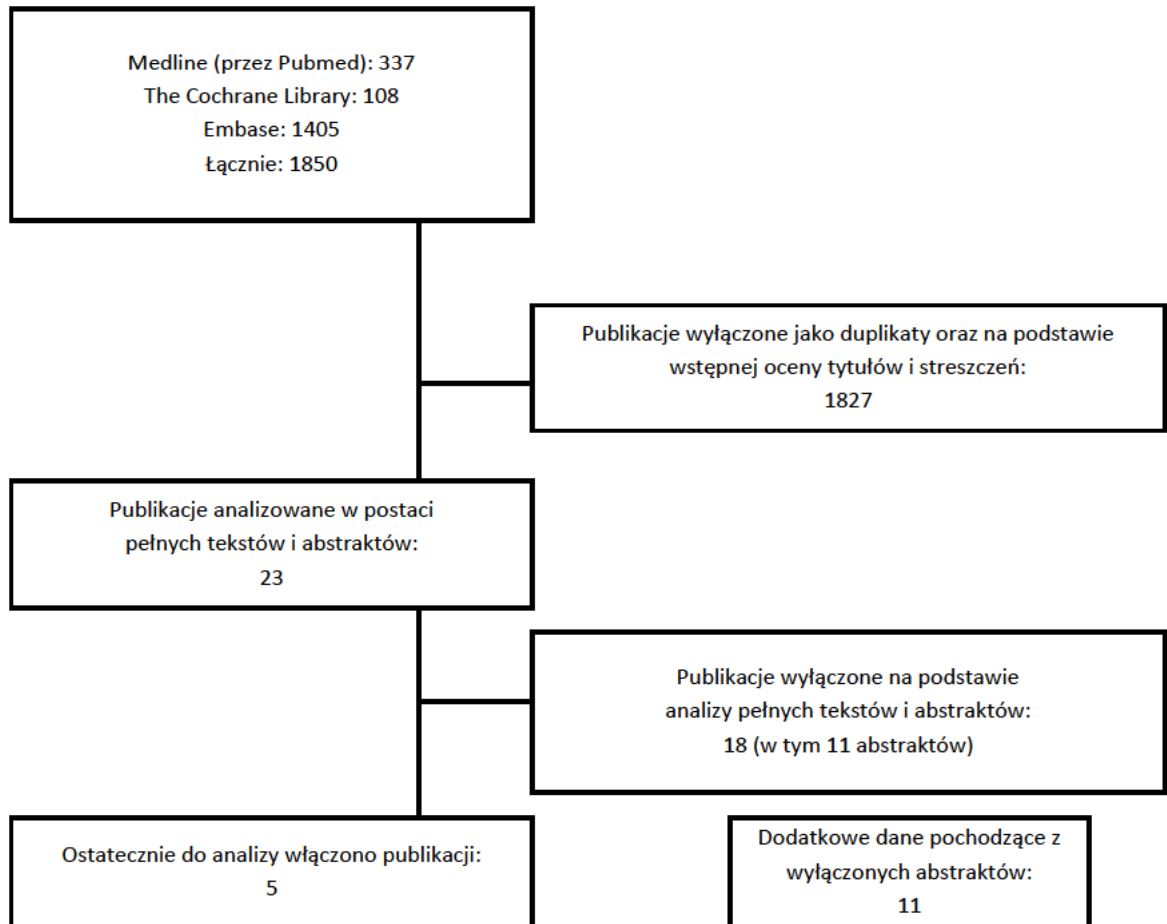 Medline (przez Pubmed): 337
The Cochrane Library: 108
Embase: 1405
Łącznie: 1850
Publikacje wyłączone jako duplikaty oraz na podstawie
wstępnej oceny tytułów i streszczeń:
1827
Publikacje analizowane w postaci
pełnych tekstów i abstraktów:
23
Publikacje wyłączone na podstawie
analizy pełnych tekstów i abstraktów:
18 (w tym 11 abstraktów)
Ostatecznie do analizy włączono publikacji:
5
Dodatkowe dane pochodzące z
wyłączonych abstraktów:
11